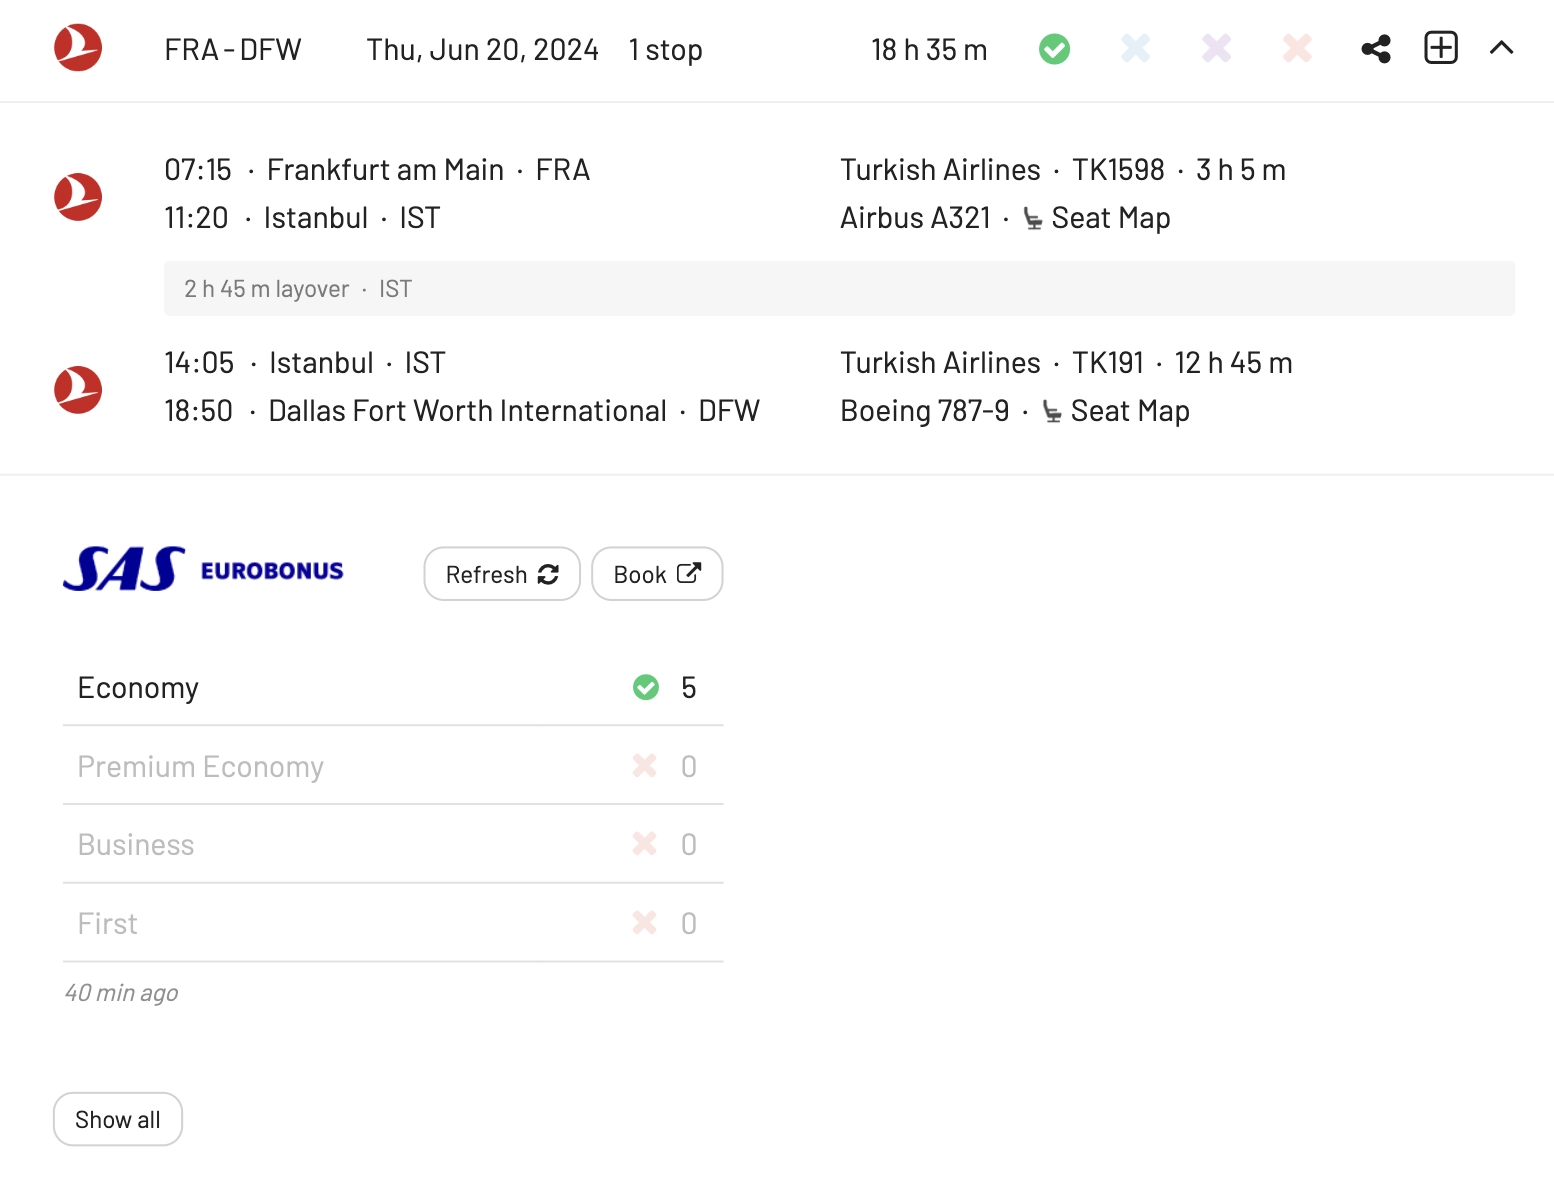 FRA - DFW Thu, Jun 20, 2024 1 stop 18 h 35 m
07:15 · Frankfurt am Main · FRA
11:20 · Istanbul · IST
Turkish Airlines · TK1598 · 3 h 5 m
Airbus A321 · Seat Map
2 h 45 m layover · IST
14:05 · Istanbul · IST
18:50 · Dallas Fort Worth International · DFW
Turkish Airlines · TK191 · 12 h 45 m
Boeing 787-9 · Seat Map
SAS EUROBONUS
Refresh
Book
Economy 5
Premium Economy 0
Business 0
First 0
40 min ago
Show all